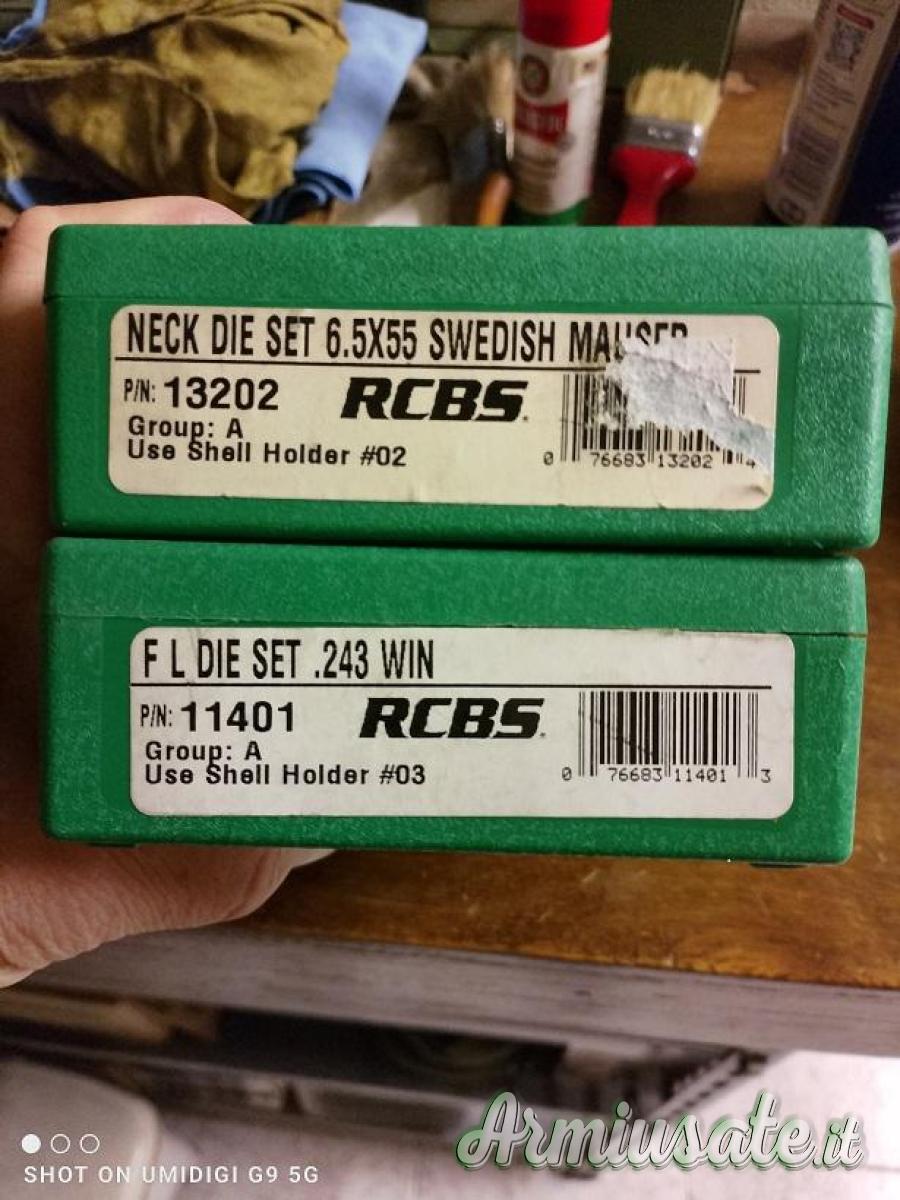 NECK DIE SET 6.5X55 SWEDISH MAUSER
P/N: 13202 RCBS
Group: A
Use Shell Holder #02
0 76683 13202 4
F L DIE SET .243 WIN
P/N: 11401 RCBS
Group: A
Use Shell Holder #03
0 76683 11401 3
Armiusate.it
SHOT ON UMIDIGI G9 5G